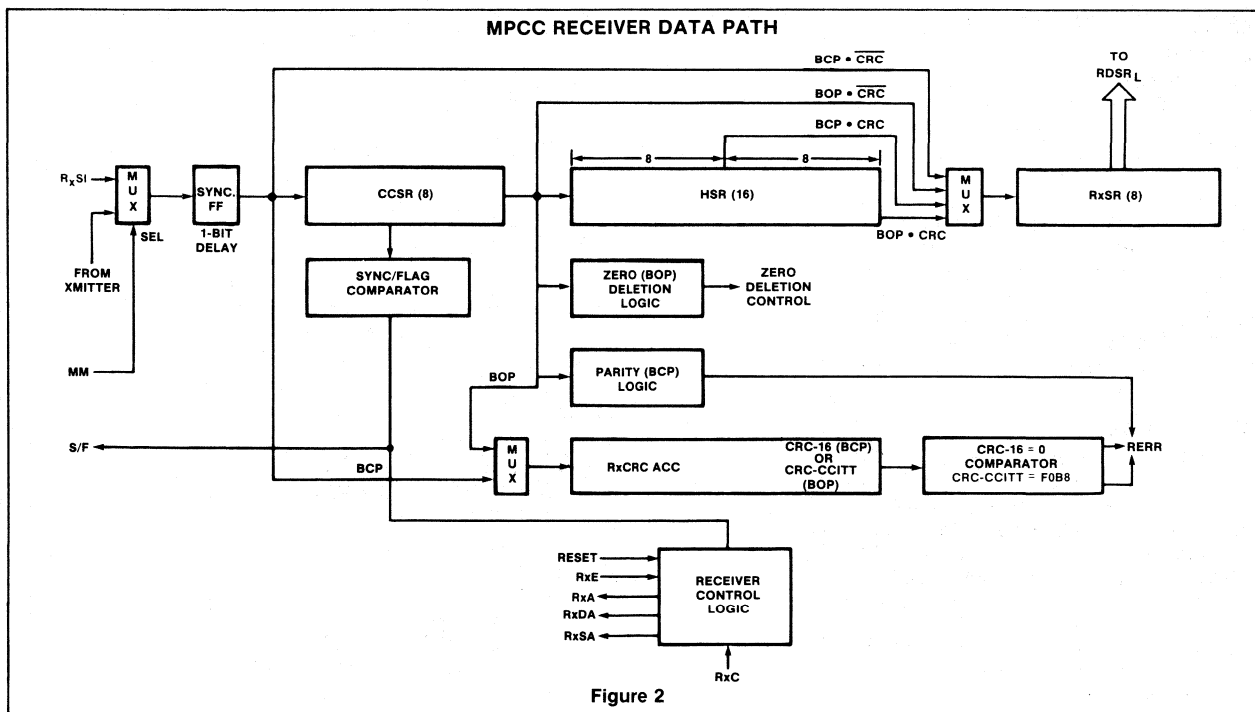 MPCC RECEIVER DATA PATH
BCP • C̅R̅C̅
TO
RDSR L
BOP • C̅R̅C̅
BCP • CRC
8
8
RxSI
M
U
X
SYNC.
FF
CCSR (8)
HSR (16)
M
U
X
RxSR (8)
SEL
1-BIT
DELAY
BOP • CRC
FROM
XMITTER
SYNC/FLAG
COMPARATOR
ZERO (BOP)
DELETION
LOGIC
ZERO
DELETION
CONTROL
MM
BOP
PARITY (BCP)
LOGIC
S/F
BCP
M
U
X
RxCRC ACC
CRC-16 (BCP)
OR
CRC-CCITT
(BOP)
CRC-16 = 0
COMPARATOR
CRC-CCITT = F0B8
RERR
RESET
RxE
RxA
RxDA
RxSA
RECEIVER
CONTROL
LOGIC
RxC
Figure 2